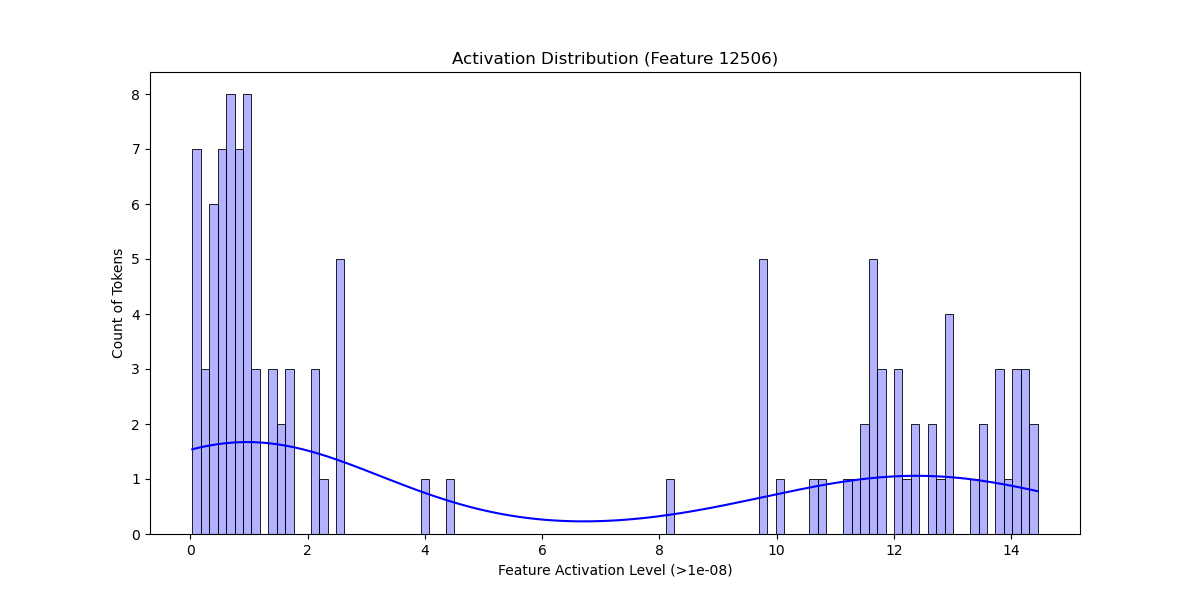 Activation Distribution (Feature 12506)
8
7
6
5
4
3
2
1
0
Count of Tokens
0 2 4 6 8 10 12 14
Feature Activation Level (>1e-08)